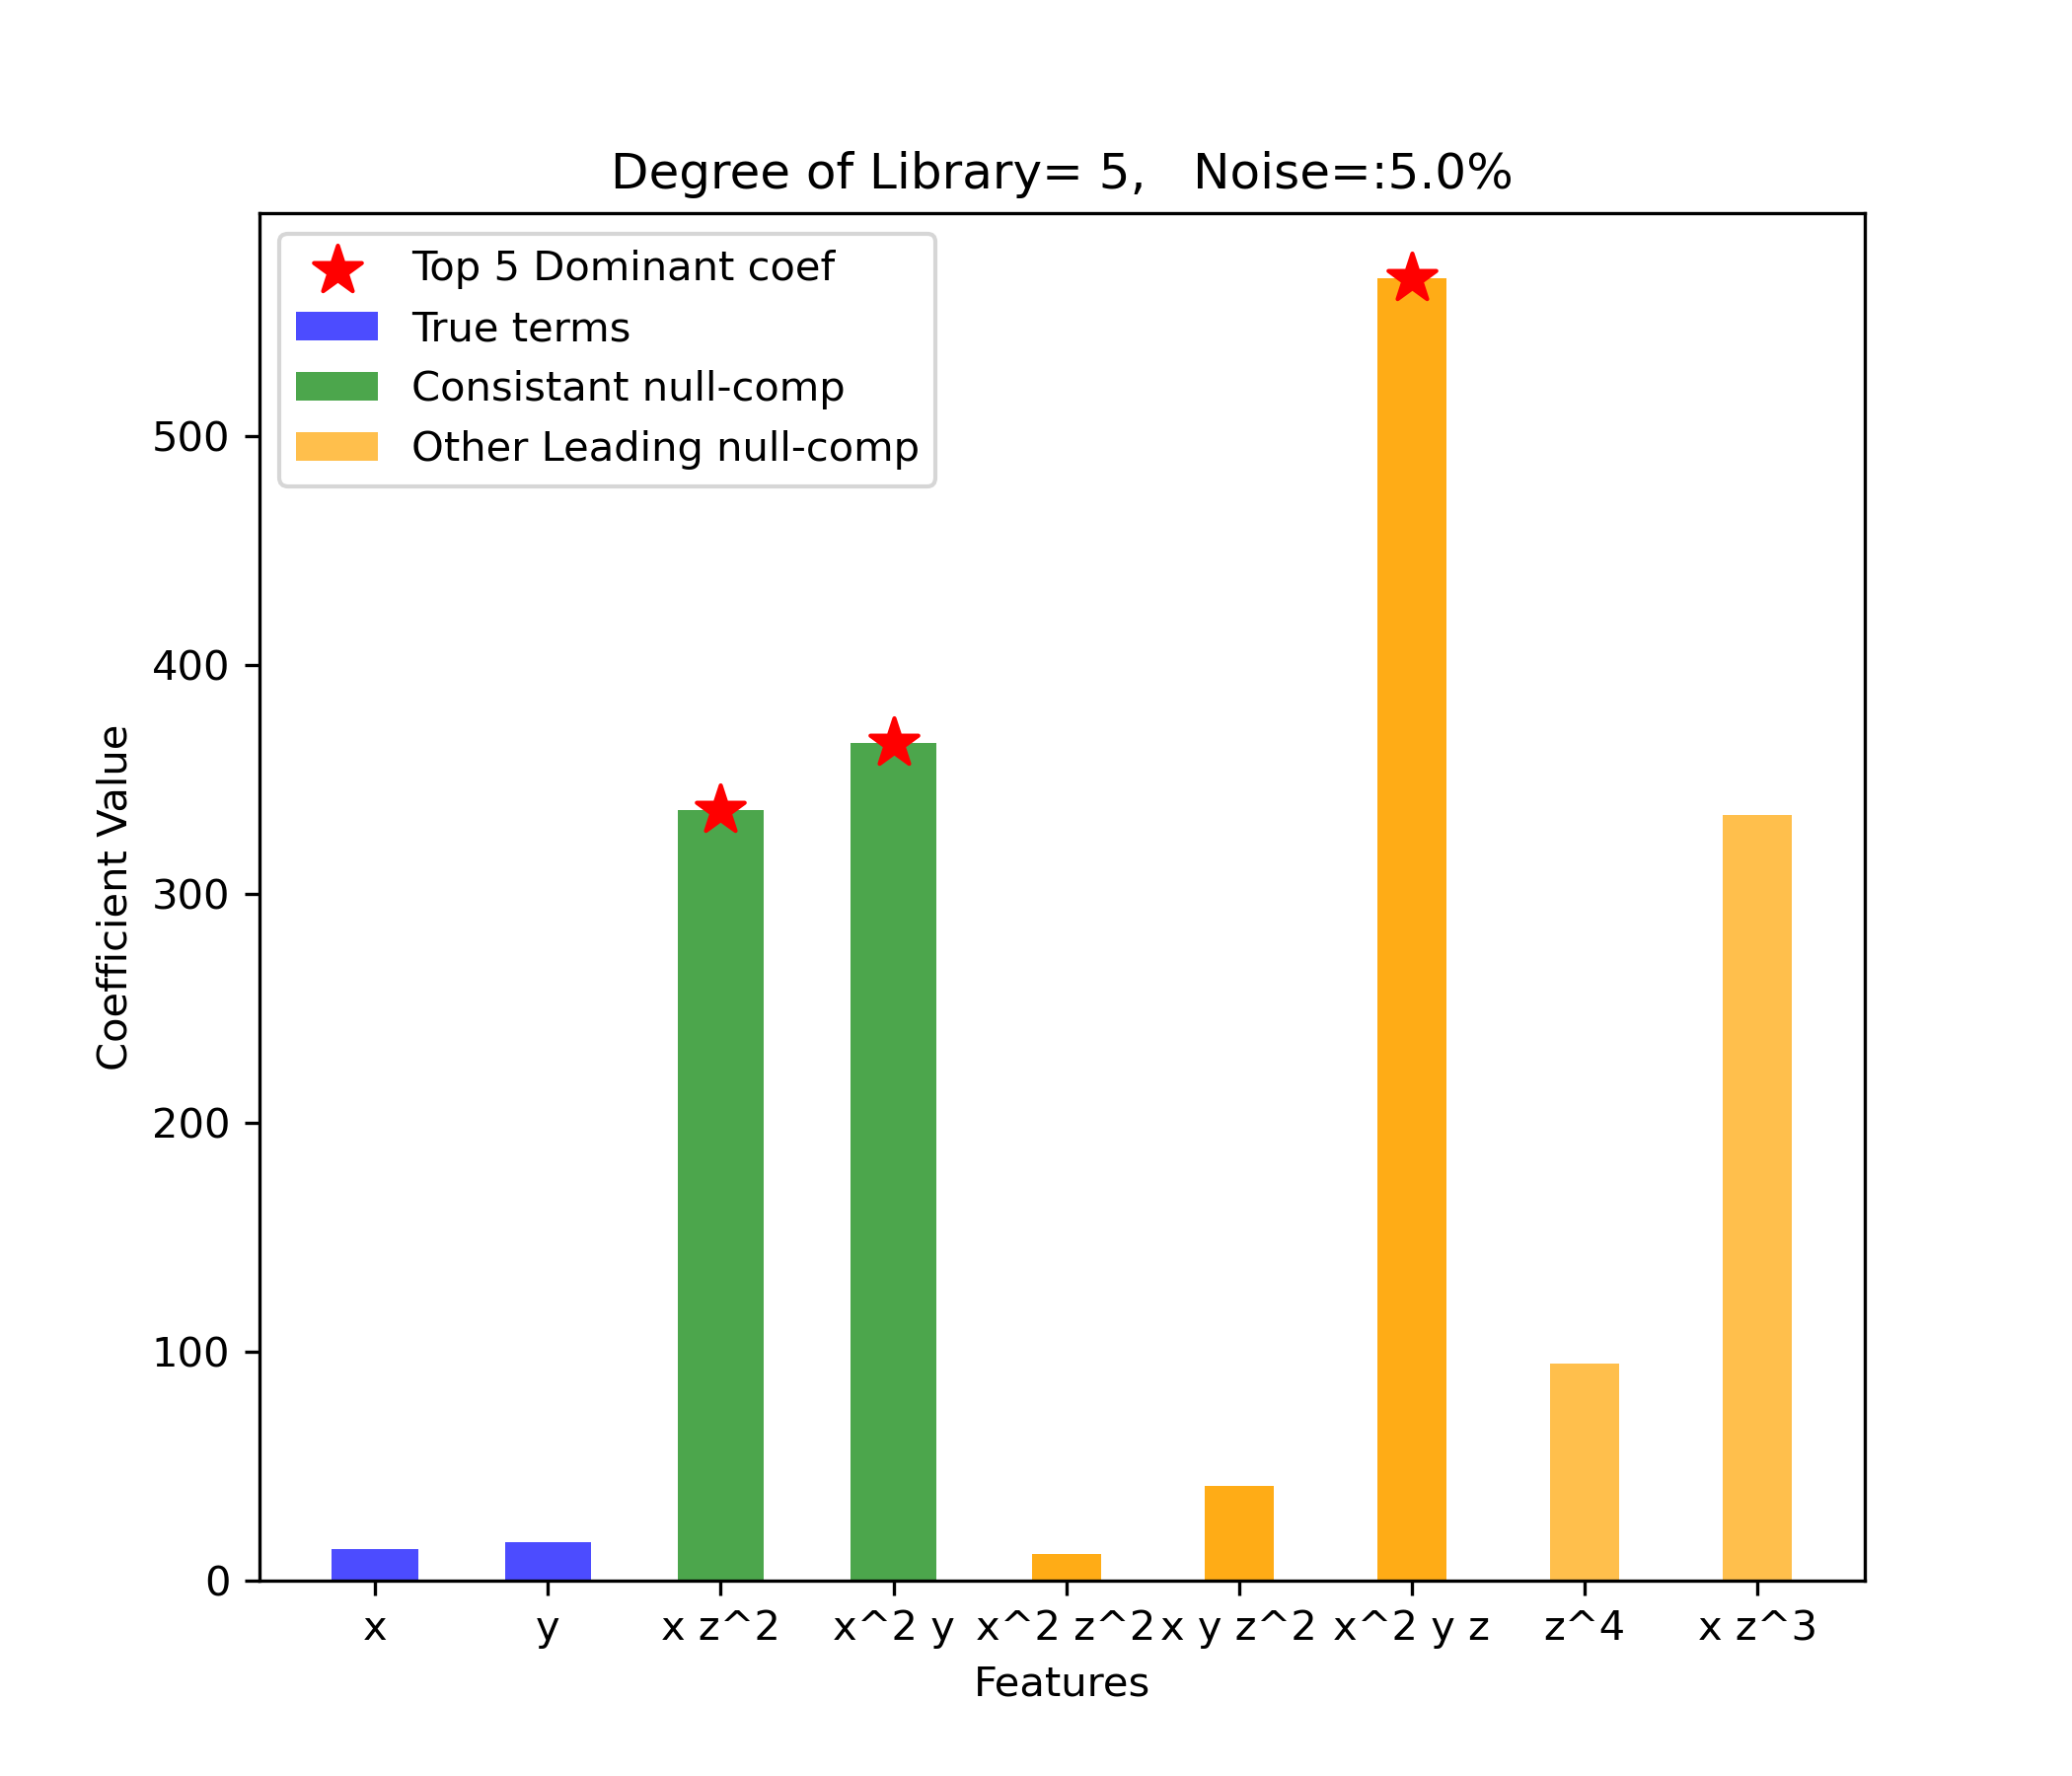 Degree of Library= 5,   Noise=:5.0%
Top 5 Dominant coef
True terms
Consistant null-comp
Other Leading null-comp
500
400
300
200
100
0
Coefficient Value
x y x z^2 x^2 y x^2 z^2 x y z^2 x^2 y z z^4 x z^3
Features